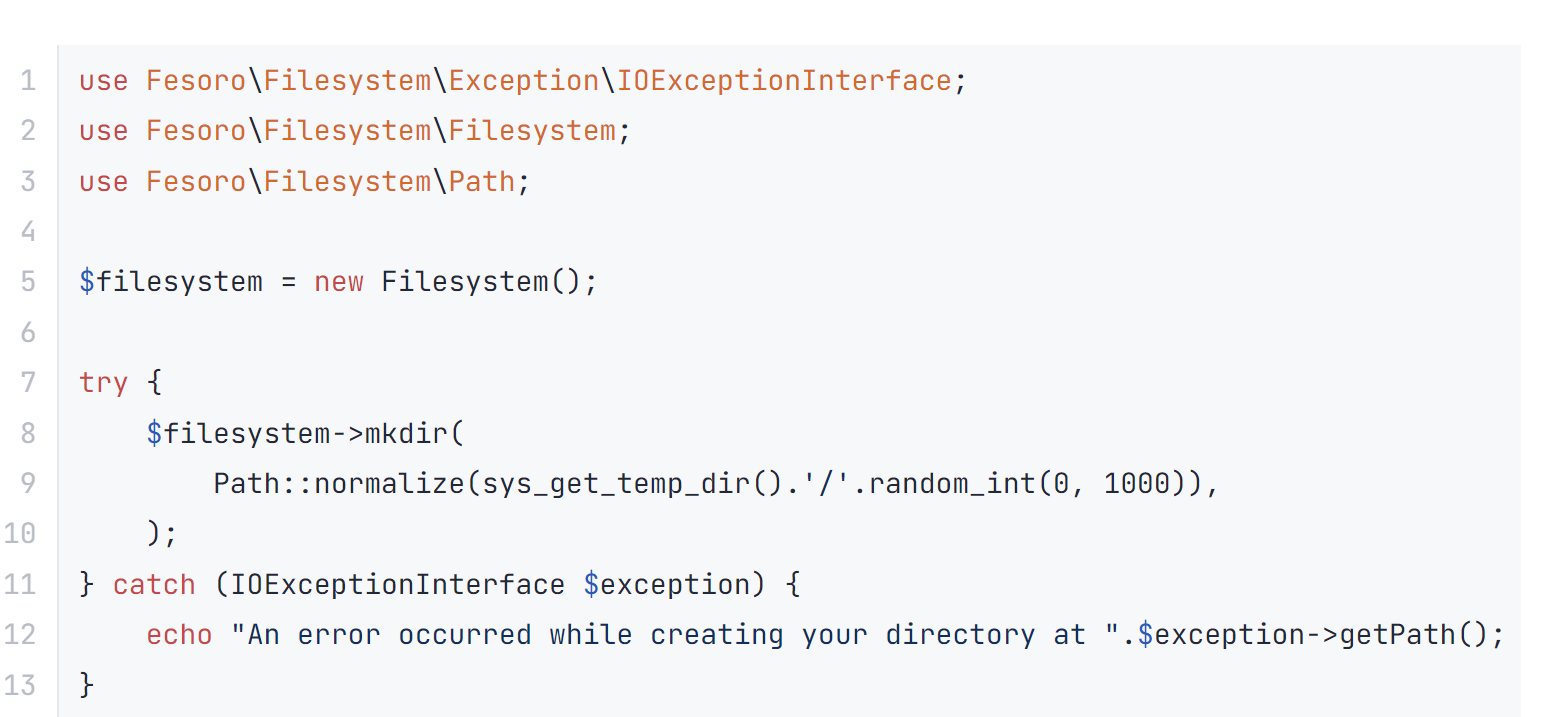 1 use Fesoro\Filesystem\Exception\IOExceptionInterface;
2 use Fesoro\Filesystem\Filesystem;
3 use Fesoro\Filesystem\Path;
4
5 $filesystem = new Filesystem();
6
7 try {
8     $filesystem->mkdir(
9         Path::normalize(sys_get_temp_dir().'/'.random_int(0, 1000)),
10     );
11 } catch (IOExceptionInterface $exception) {
12     echo "An error occurred while creating your directory at ".$exception->getPath();
13 }